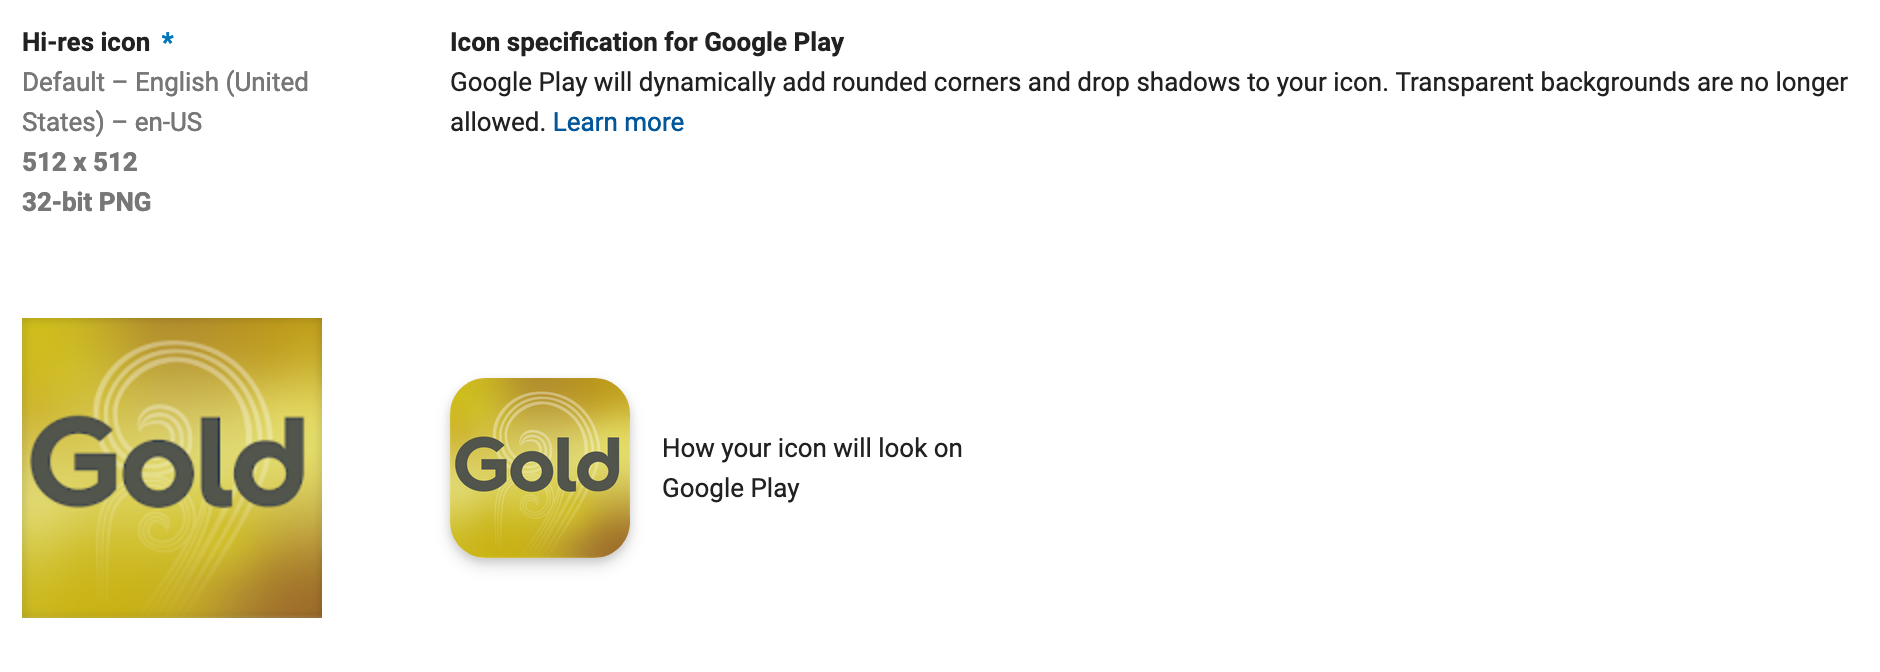 Hi-res icon *
Default – English (United
States) – en-US
512 x 512
32-bit PNG
Icon specification for Google Play
Google Play will dynamically add rounded corners and drop shadows to your icon. Transparent backgrounds are no longer
allowed. Learn more
Gold
Gold
How your icon will look on
Google Play